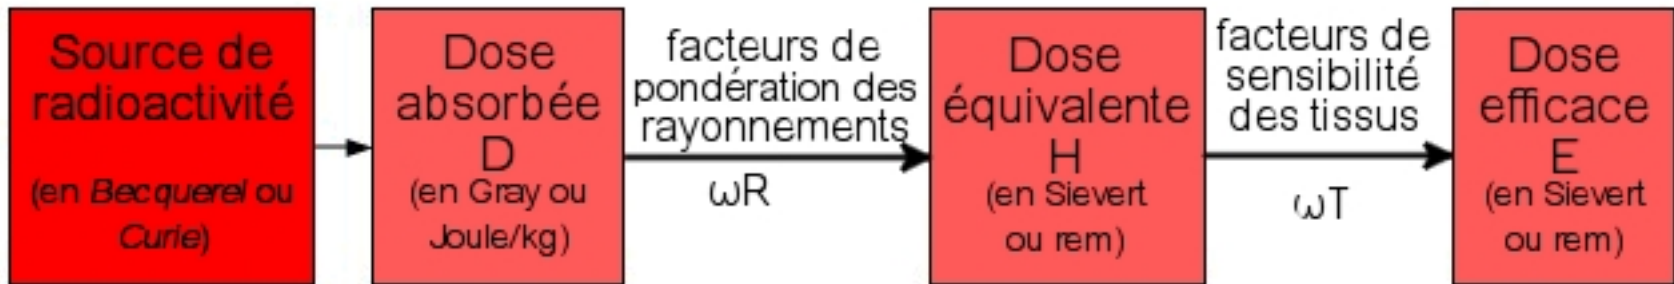 Source de
radioactivité
(en Becquerel ou
Curie)
Dose
absorbée
D
(en Gray ou
Joule/kg)
facteurs de
pondération des
rayonnements
ωR
Dose
équivalente
H
(en Sievert
ou rem)
facteurs de
sensibilité
des tissus
ωT
Dose
efficace
E
(en Sievert
ou rem)